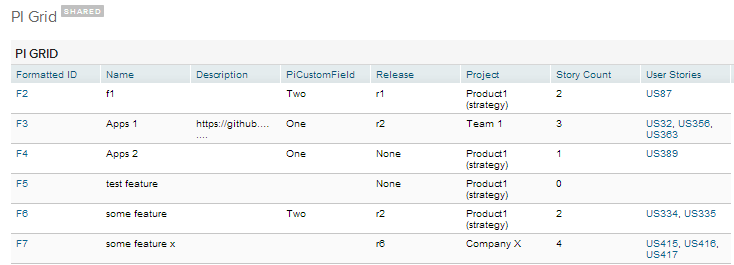 PI Grid SHARED
PI GRID
Formatted ID Name Description PiCustomField Release Project Story Count User Stories
F2 f1 Two r1 Product1 2 US87
(strategy)
F3 Apps 1 https://github.... One r2 Team 1 3 US32, US356,
.... US363
F4 Apps 2 One None Product1 1 US389
(strategy)
F5 test feature None Product1 0
(strategy)
F6 some feature Two r2 Product1 2 US334, US335
(strategy)
F7 some feature x r6 Company X 4 US415, US416,
US417